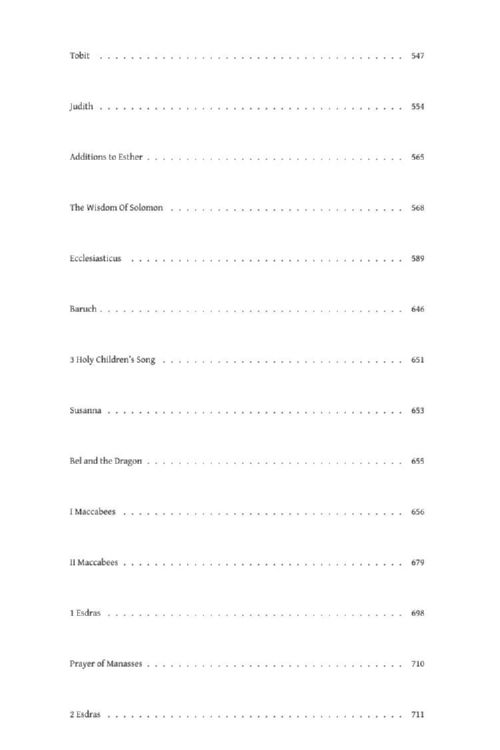 Tobit . . . . . . . . . . . . . . . . . . . . . . . . . . . . . . . . . . . . . . . 547
Judith . . . . . . . . . . . . . . . . . . . . . . . . . . . . . . . . . . . . . . . 554
Additions to Esther . . . . . . . . . . . . . . . . . . . . . . . . . . . . . . . . . 565
The Wisdom Of Solomon . . . . . . . . . . . . . . . . . . . . . . . . . . . . . . 568
Ecclesiasticus . . . . . . . . . . . . . . . . . . . . . . . . . . . . . . . . . . . 589
Baruch . . . . . . . . . . . . . . . . . . . . . . . . . . . . . . . . . . . . . . . 646
3 Holy Children's Song . . . . . . . . . . . . . . . . . . . . . . . . . . . . . . . 651
Susanna . . . . . . . . . . . . . . . . . . . . . . . . . . . . . . . . . . . . . . 653
Bel and the Dragon . . . . . . . . . . . . . . . . . . . . . . . . . . . . . . . . . 655
I Maccabees . . . . . . . . . . . . . . . . . . . . . . . . . . . . . . . . . . . . 656
II Maccabees . . . . . . . . . . . . . . . . . . . . . . . . . . . . . . . . . . . . 679
1 Esdras . . . . . . . . . . . . . . . . . . . . . . . . . . . . . . . . . . . . . . 698
Prayer of Manasses . . . . . . . . . . . . . . . . . . . . . . . . . . . . . . . . . 710
2 Esdras . . . . . . . . . . . . . . . . . . . . . . . . . . . . . . . . . . . . . . 711